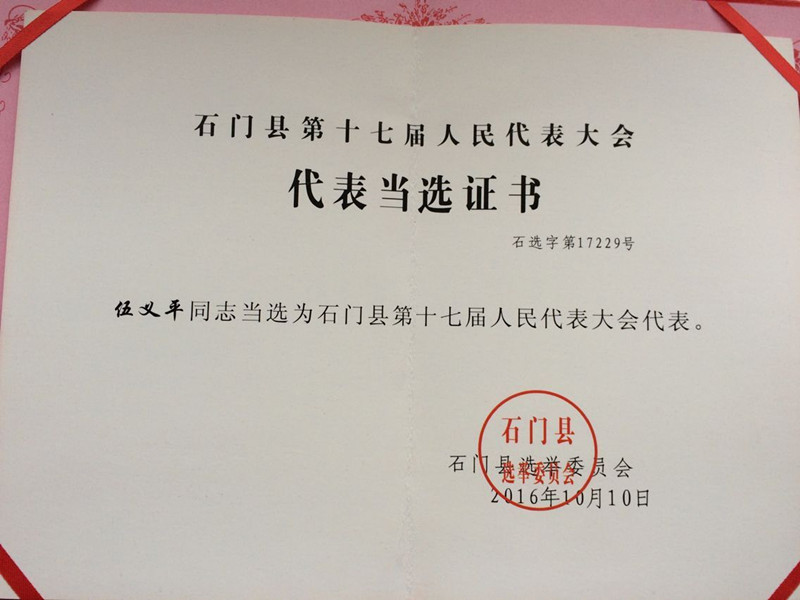 石门县第十七届人民代表大会
代表当选证书
石选字第17229号
伍义平同志当选为石门县第十七届人民代表大会代表。
石门县
选举委员会
石门县选举委员会
2016年10月10日